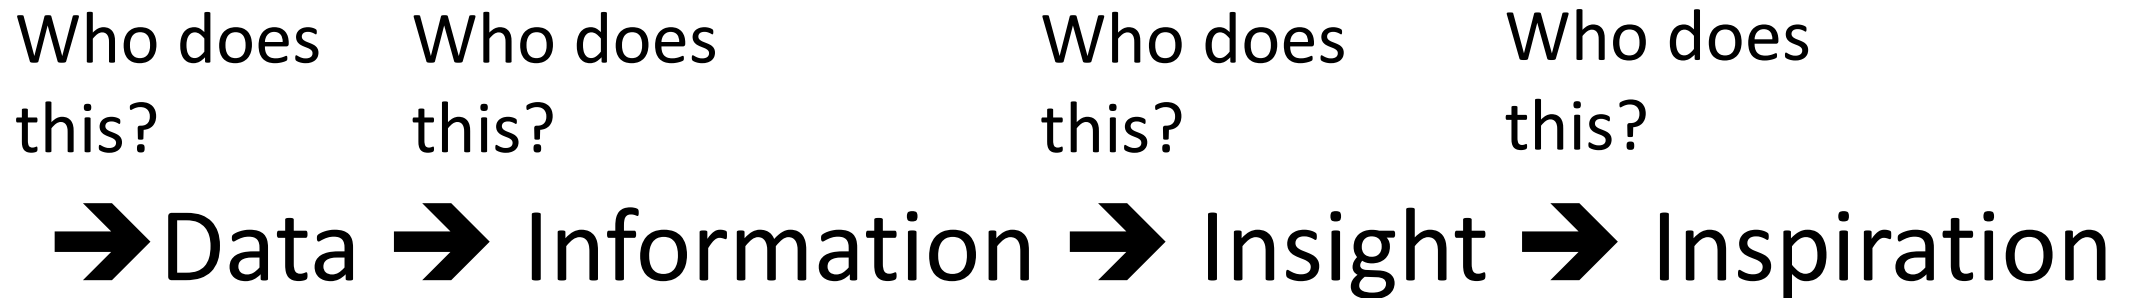 Who does
this?
Who does
this?
Who does
this?
Who does
this?
➔Data ➔ Information ➔ Insight ➔ Inspiration